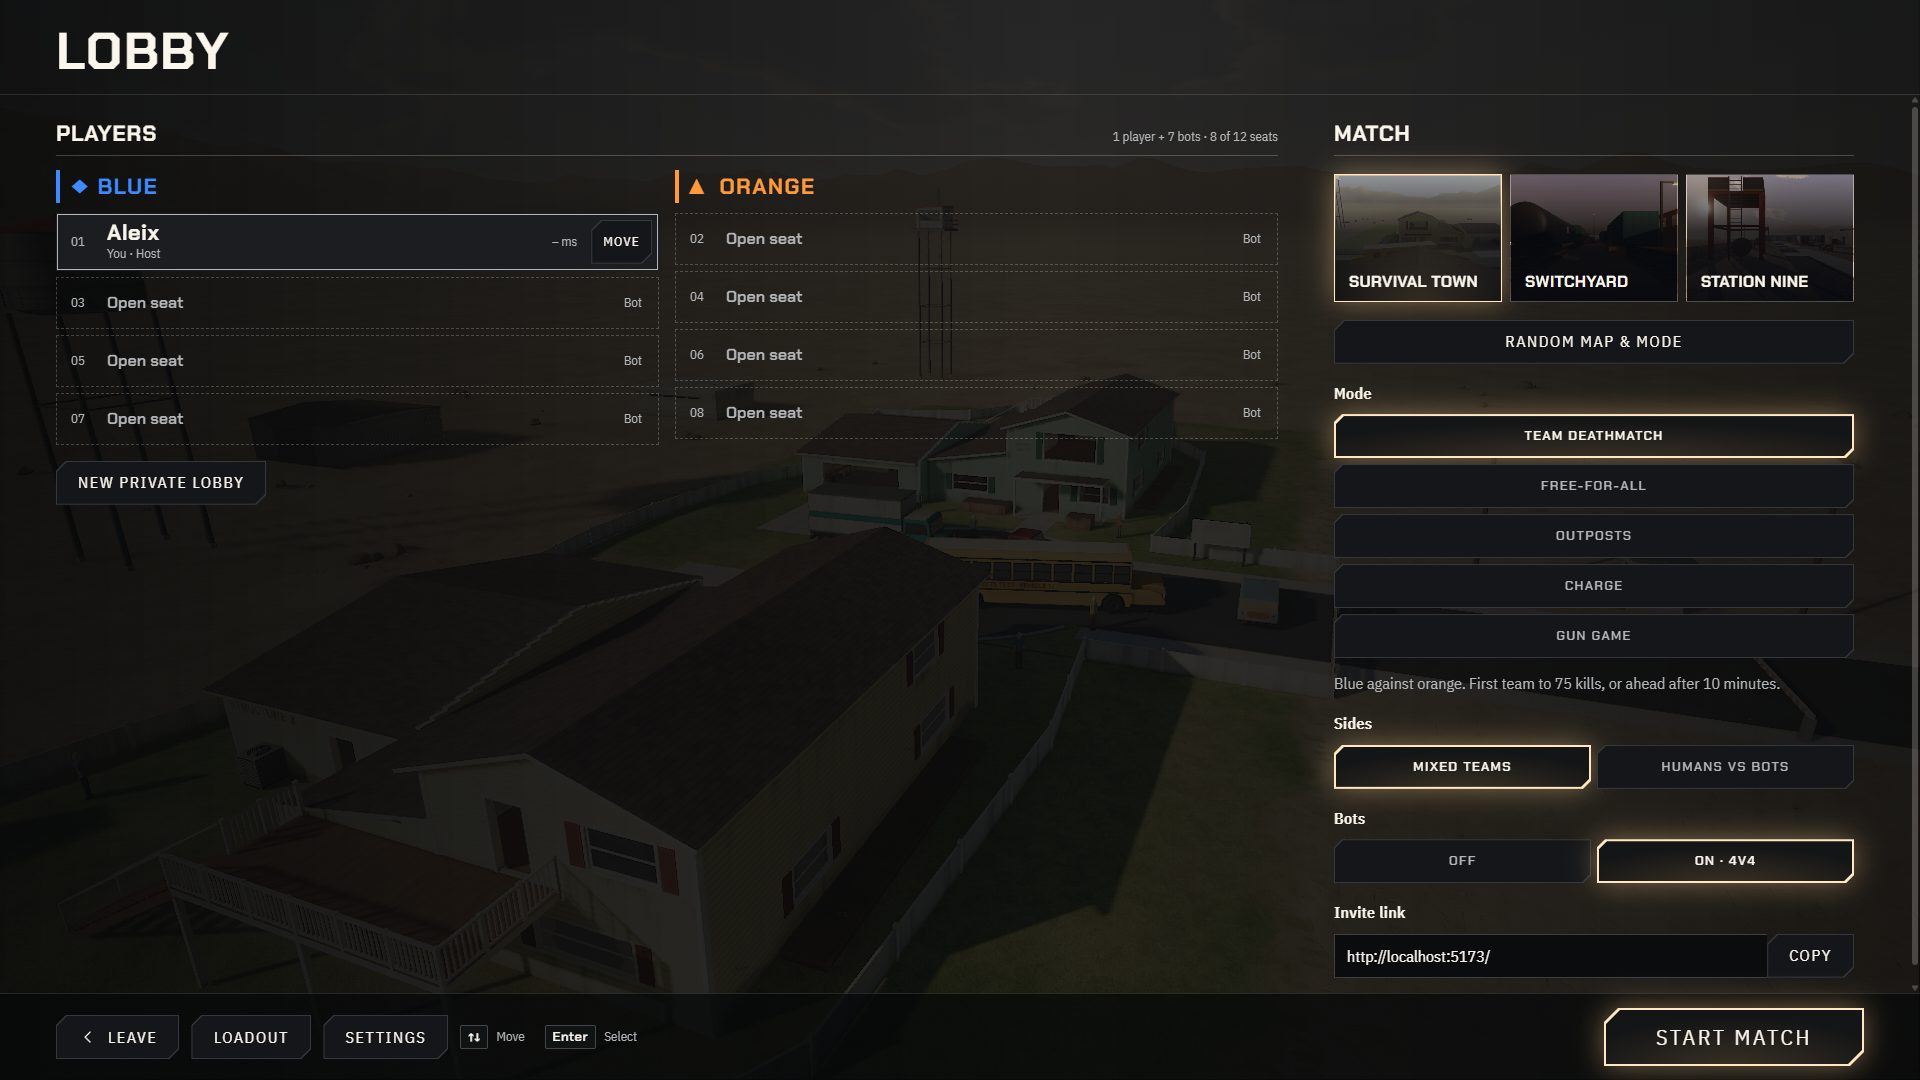 LOBBY
PLAYERS
1 player + 7 bots · 8 of 12 seats
BLUE
01
Aleix
You · Host
– ms
MOVE
03 Open seat Bot
05 Open seat Bot
07 Open seat Bot
NEW PRIVATE LOBBY
ORANGE
02 Open seat Bot
04 Open seat Bot
06 Open seat Bot
08 Open seat Bot
MATCH
SURVIVAL TOWN
SWITCHYARD
STATION NINE
RANDOM MAP & MODE
Mode
TEAM DEATHMATCH
FREE-FOR-ALL
OUTPOSTS
CHARGE
GUN GAME
Blue against orange. First team to 75 kills, or ahead after 10 minutes.
Sides
MIXED TEAMS
HUMANS VS BOTS
Bots
OFF
ON · 4V4
Invite link
http://localhost:5173/
COPY
LEAVE
LOADOUT
SETTINGS
Move
Enter Select
START MATCH